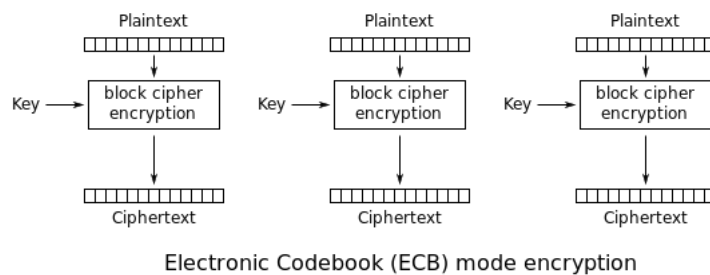 Plaintext
Plaintext
Plaintext
Key
block cipher
encryption
Key
block cipher
encryption
Key
block cipher
encryption
Ciphertext
Ciphertext
Ciphertext
Electronic Codebook (ECB) mode encryption